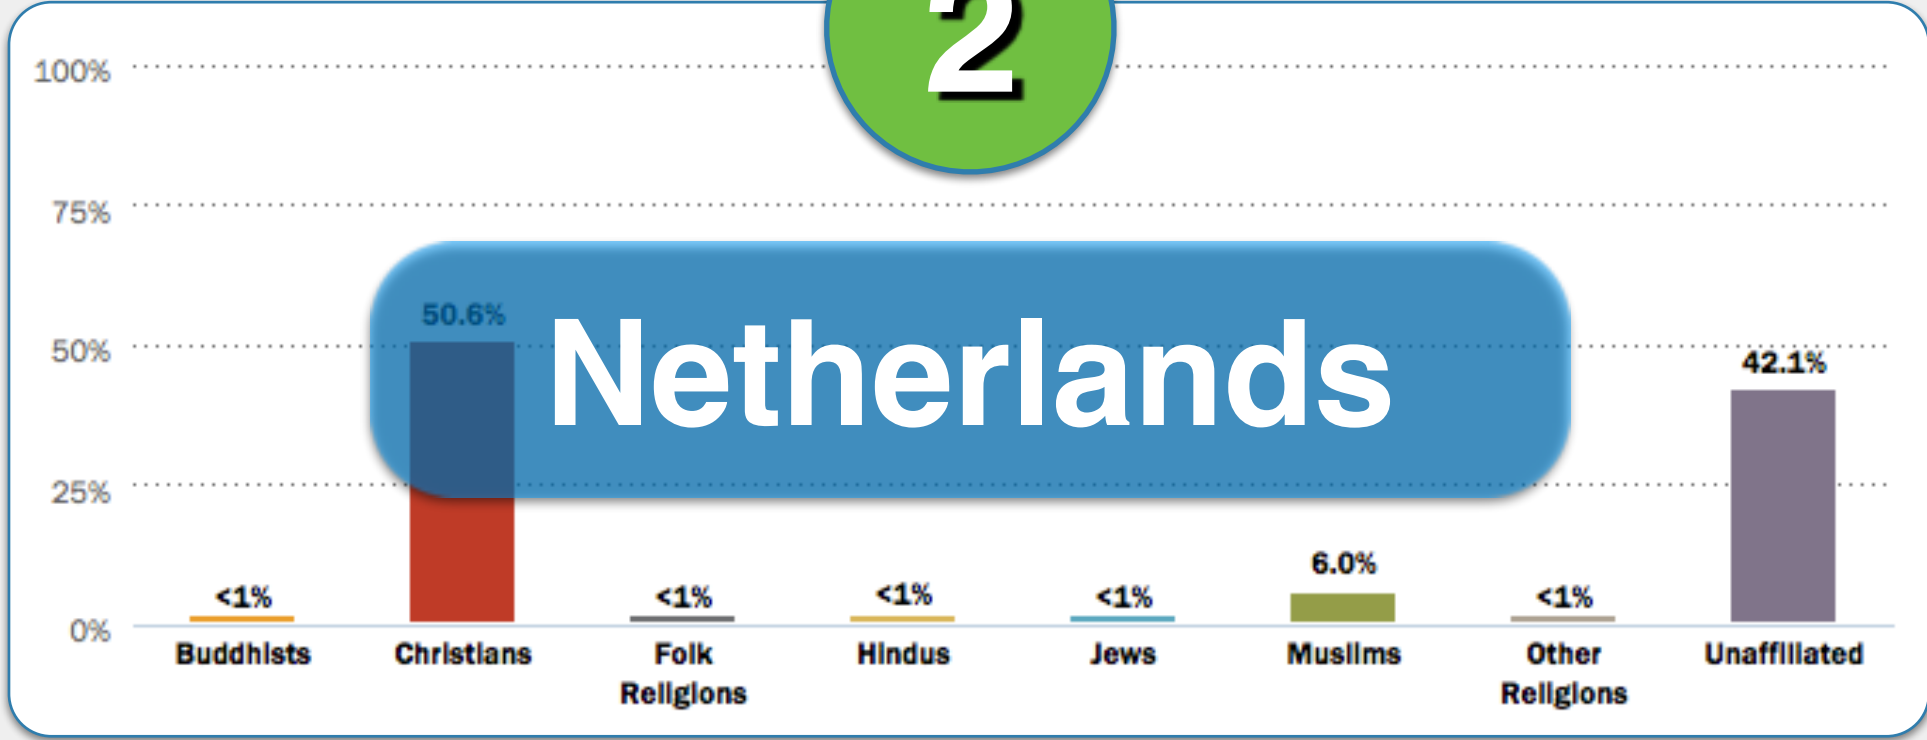 2
100%
75%
50%
25%
0%
Netherlands
<1%
50.6%
<1%
<1%
<1%
6.0%
<1%
42.1%
Buddhists
Christians
Folk
Religions
Hindus
Jews
Muslims
Other
Religions
Unaffiliated